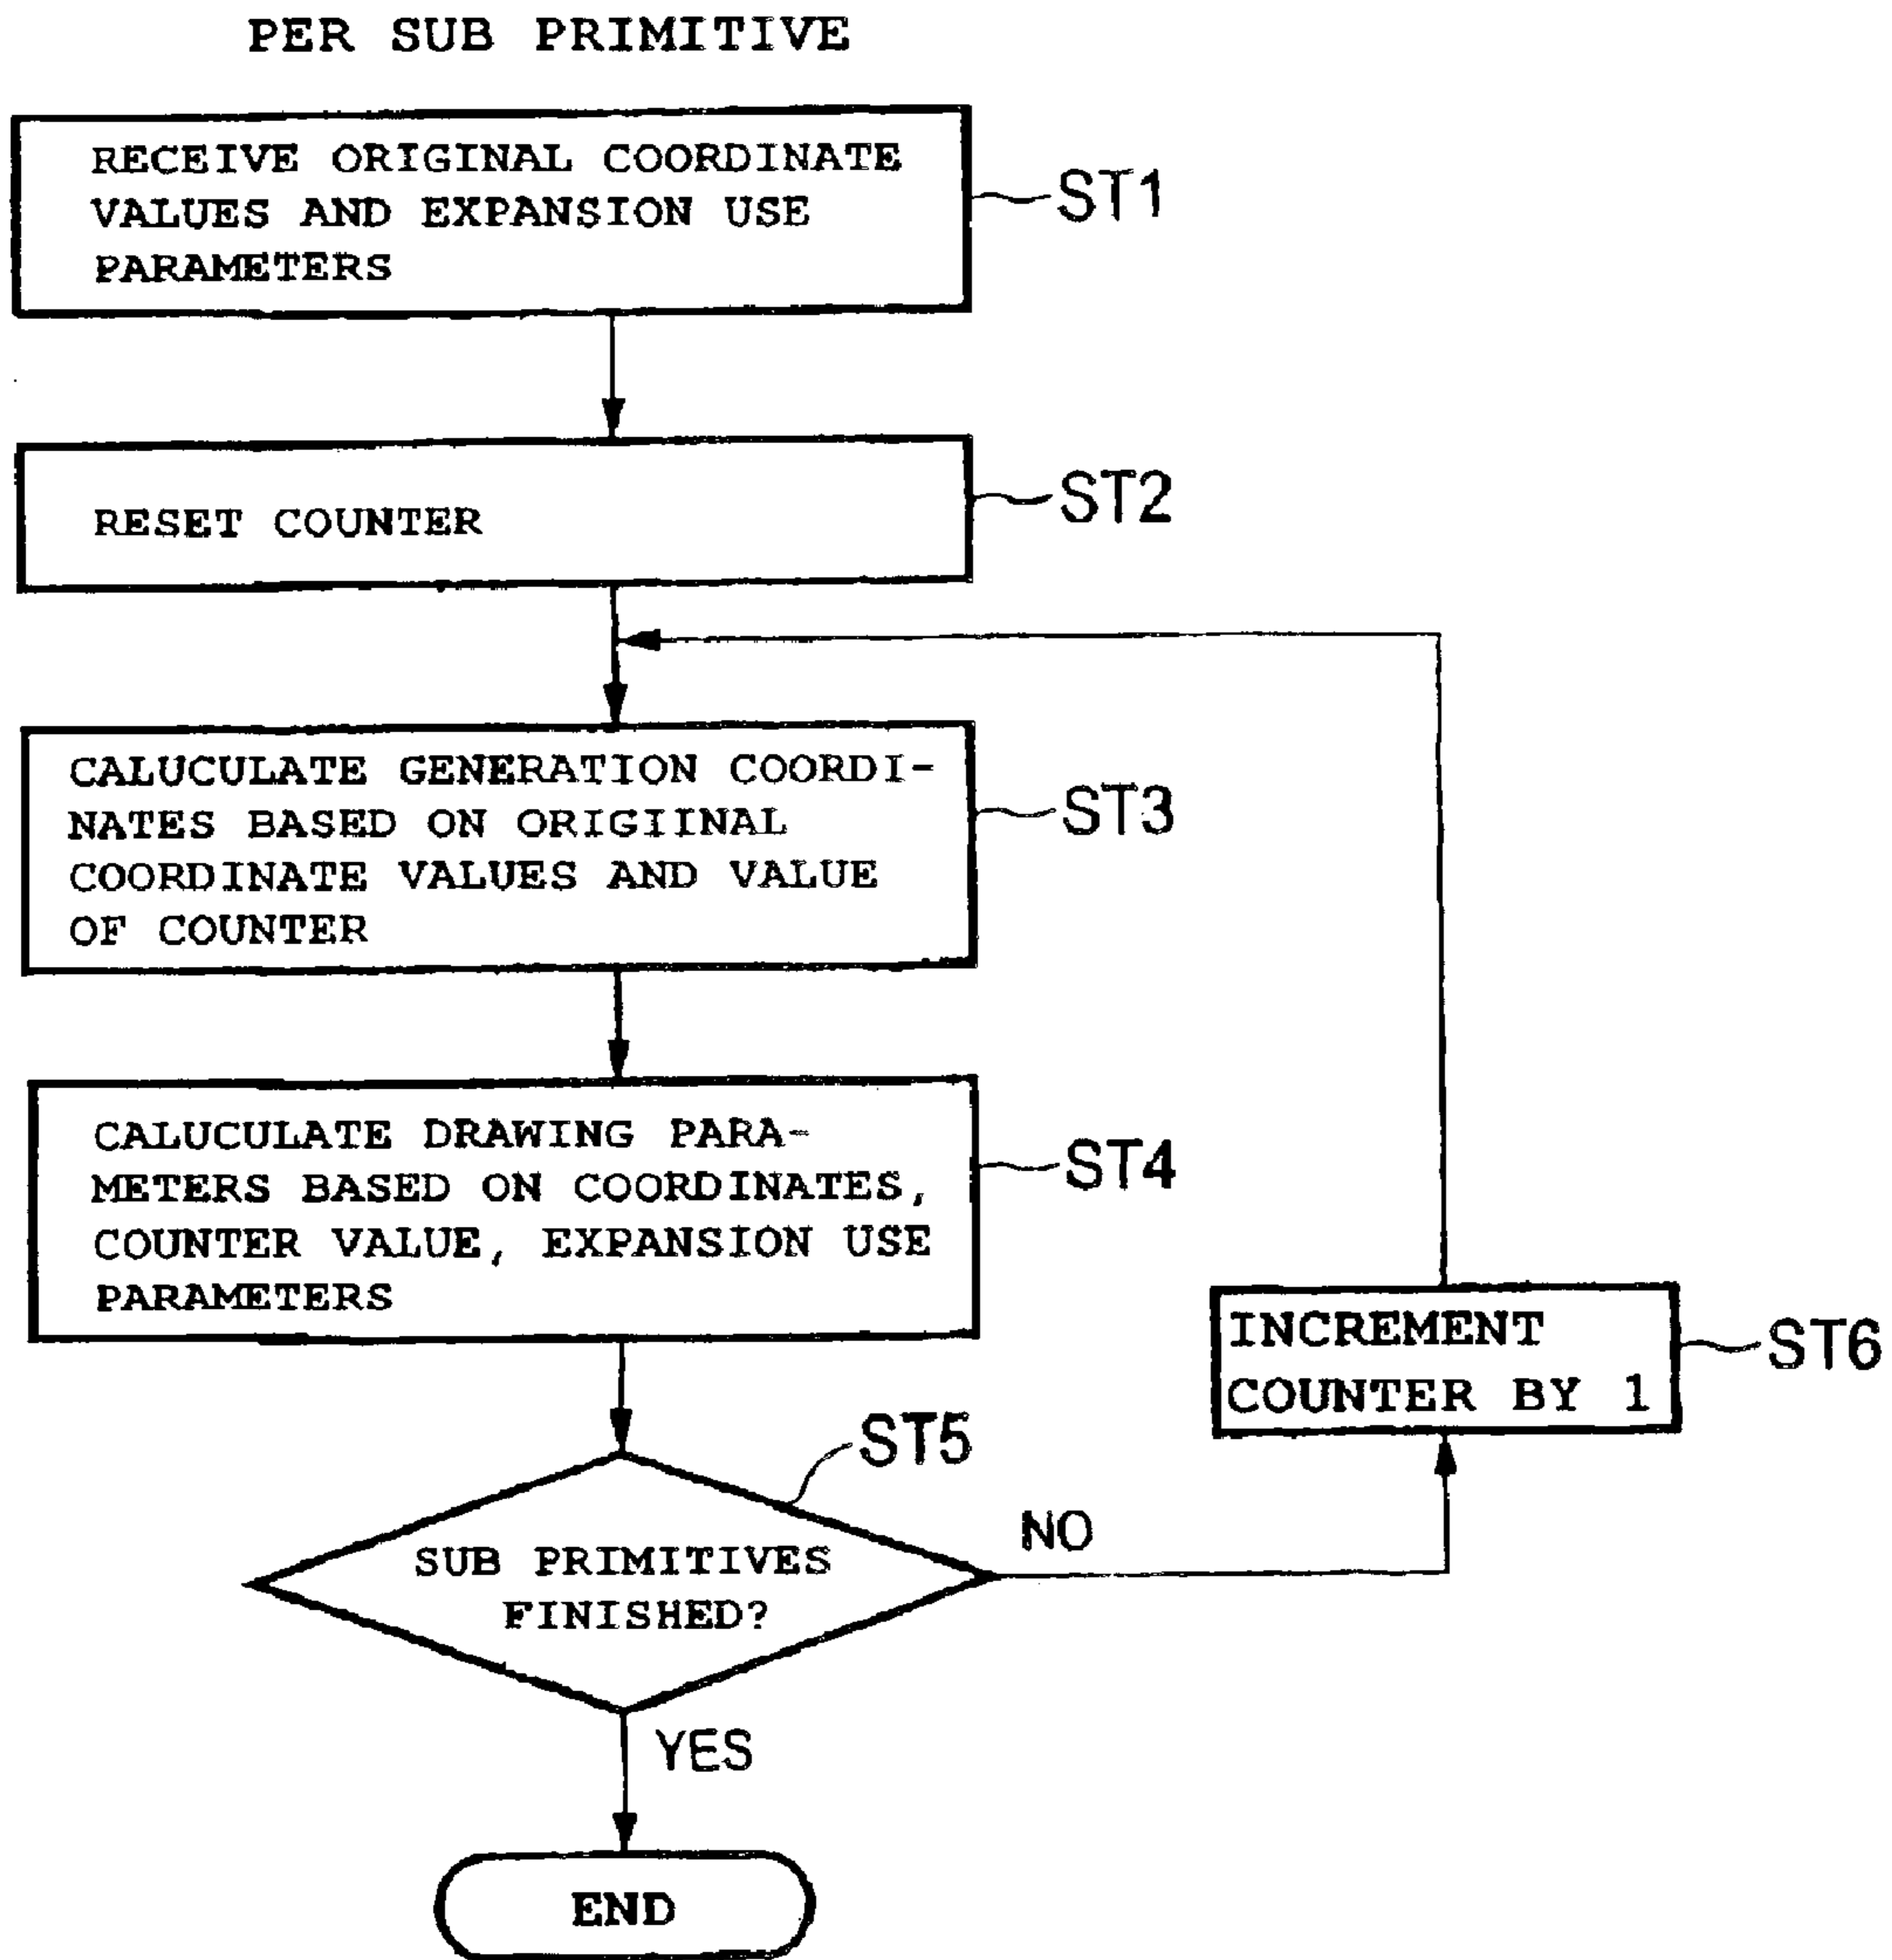 PER SUB PRIMITIVE
RECEIVE ORIGINAL COORDINATE
VALUES AND EXPANSION USE
PARAMETERS
ST1
RESET COUNTER
ST2
CALUCULATE GENERATION COORDI-
NATES BASED ON ORIGIINAL
COORDINATE VALUES AND VALUE
OF COUNTER
ST3
CALUCULATE DRAWING PARA-
METERS BASED ON COORDINATES,
COUNTER VALUE, EXPANSION USE
PARAMETERS
ST4
INCREMENT
COUNTER BY 1
ST6
ST5
SUB PRIMITIVES
FINISHED?
NO
YES
END